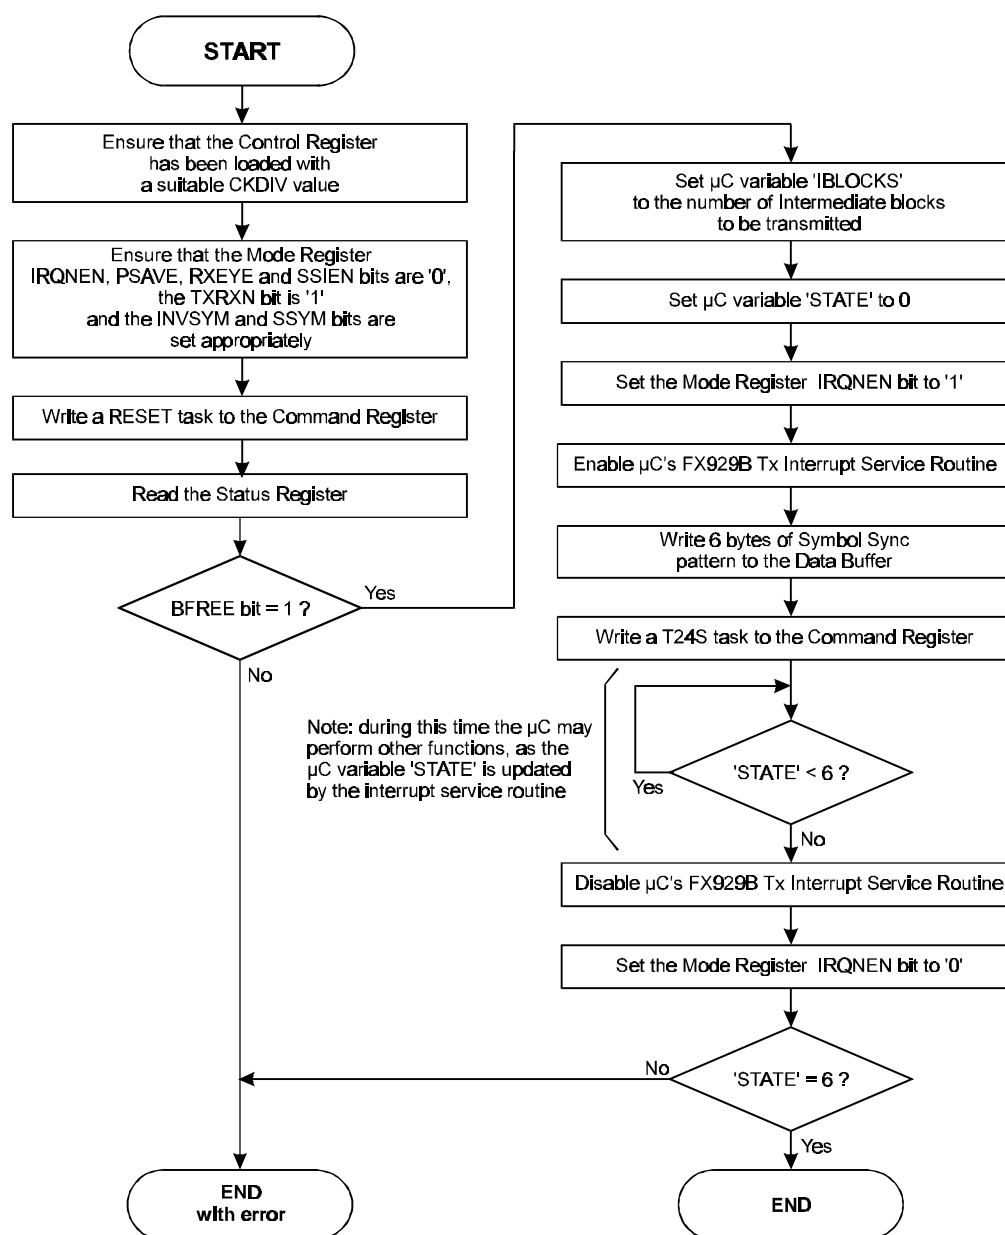 START
Ensure that the Control Register
has been loaded with
a suitable CKDIV value
Ensure that the Mode Register
IRQNEN, PSAVE, RXEYE and SSIEN bits are '0',
the TXRXN bit is '1'
and the INVSYM and SSYM bits are
set appropriately
Write a RESET task to the Command Register
Read the Status Register
BFREE bit = 1 ?
Yes
No
Set µC variable 'IBLOCKS'
to the number of Intermediate blocks
to be transmitted
Set µC variable 'STATE' to 0
Set the Mode Register IRQNEN bit to '1'
Enable µC's FX929B Tx Interrupt Service Routine
Write 6 bytes of Symbol Sync
pattern to the Data Buffer
Write a T24S task to the Command Register
Note: during this time the µC may
perform other functions, as the
µC variable 'STATE' is updated
by the interrupt service routine
'STATE' < 6 ?
Yes
No
Disable µC's FX929B Tx Interrupt Service Routine
Set the Mode Register IRQNEN bit to '0'
'STATE' = 6 ?
No
Yes
END
with error
END